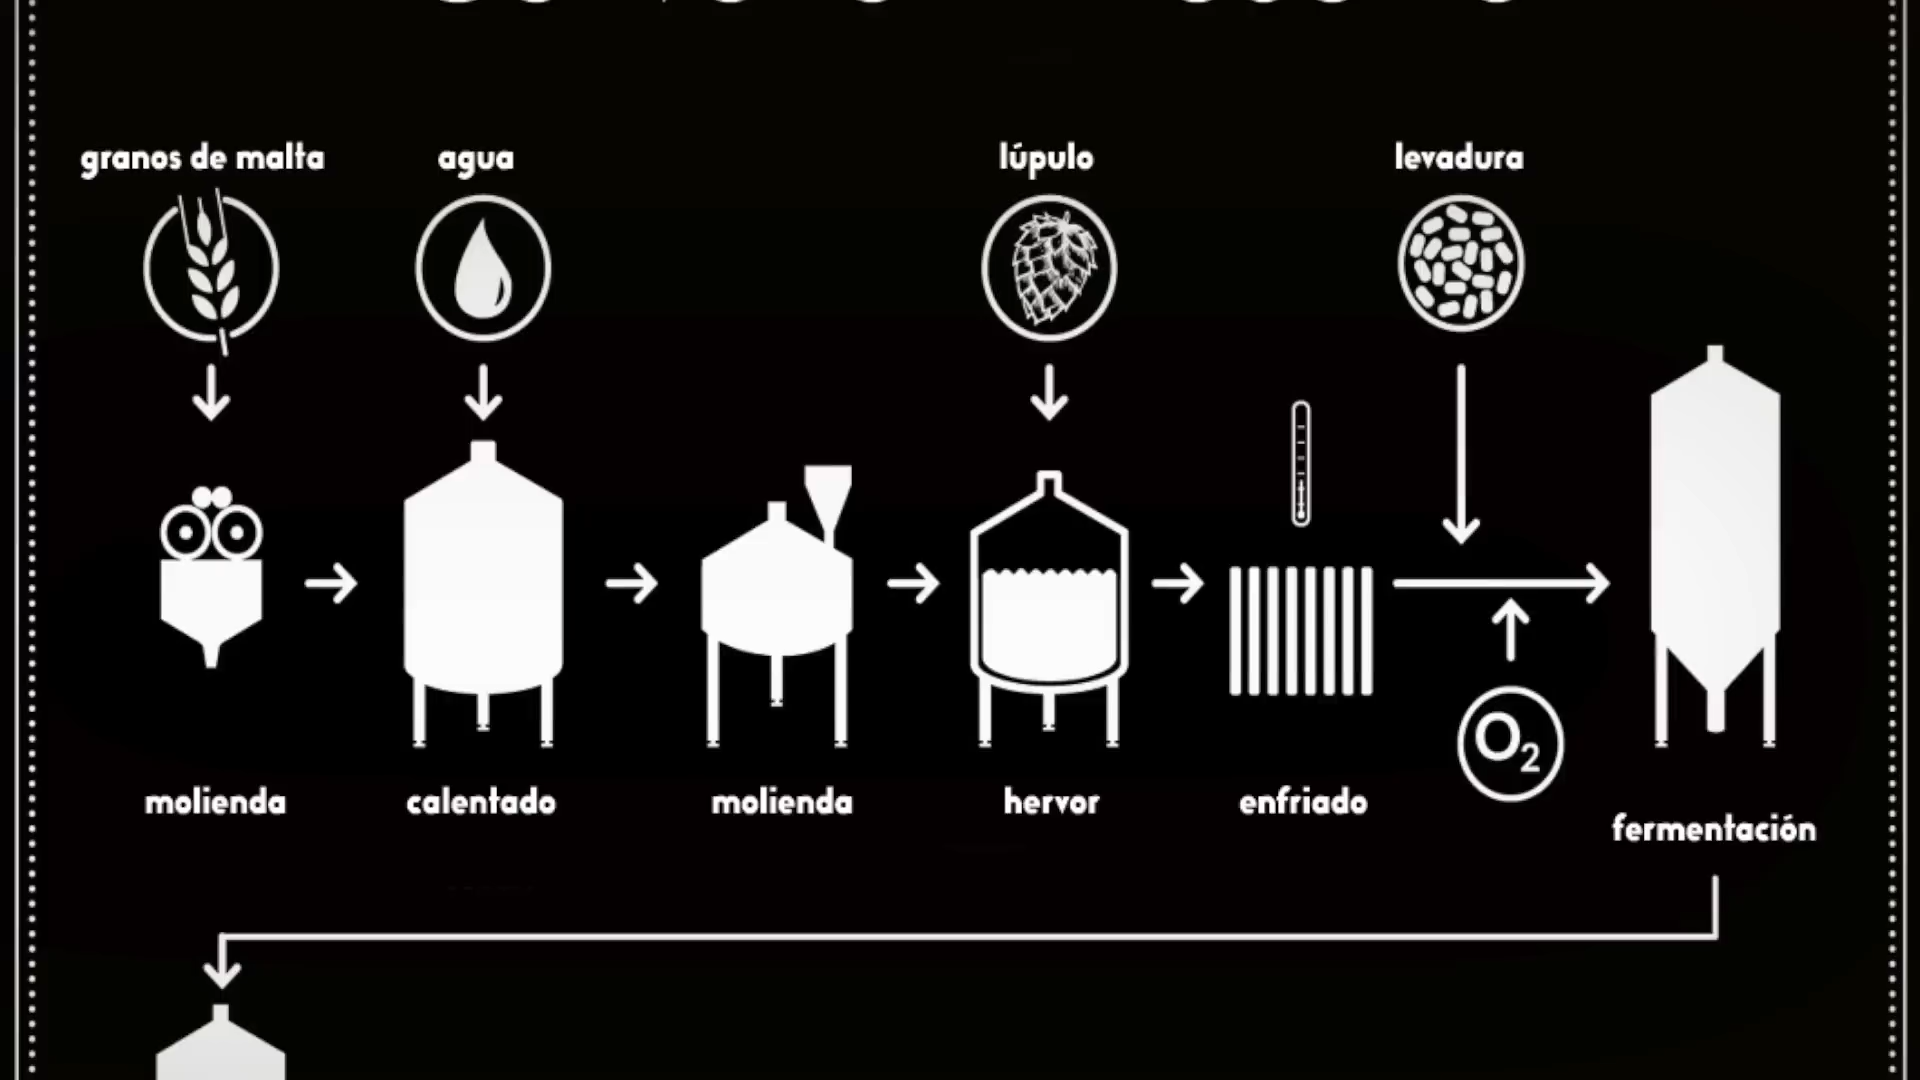 granos de malta
agua
lúpulo
levadura
O2
molienda
calentado
molienda
hervor
enfriado
fermentación